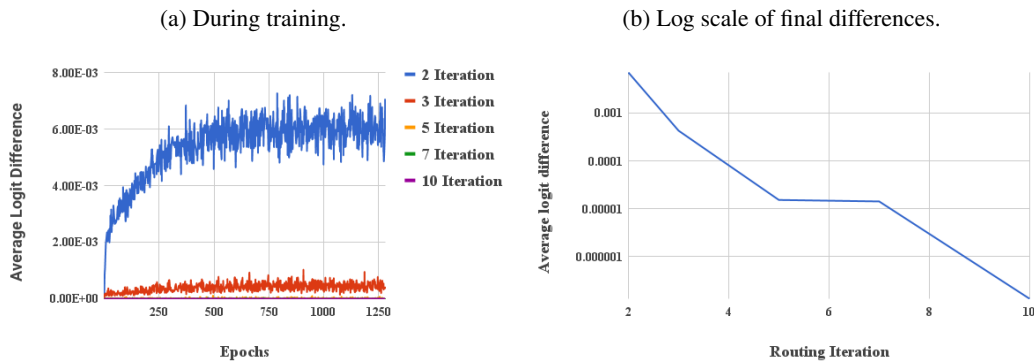 (a) During training.
Average Logit Difference
8.00E-03
6.00E-03
4.00E-03
2.00E-03
0.00E+00
250
500
750
1000
1250
Epochs
2 Iteration
3 Iteration
5 Iteration
7 Iteration
10 Iteration
(b) Log scale of final differences.
Average logit difference
0.001
0.0001
0.00001
0.000001
2
4
6
8
10
Routing Iteration